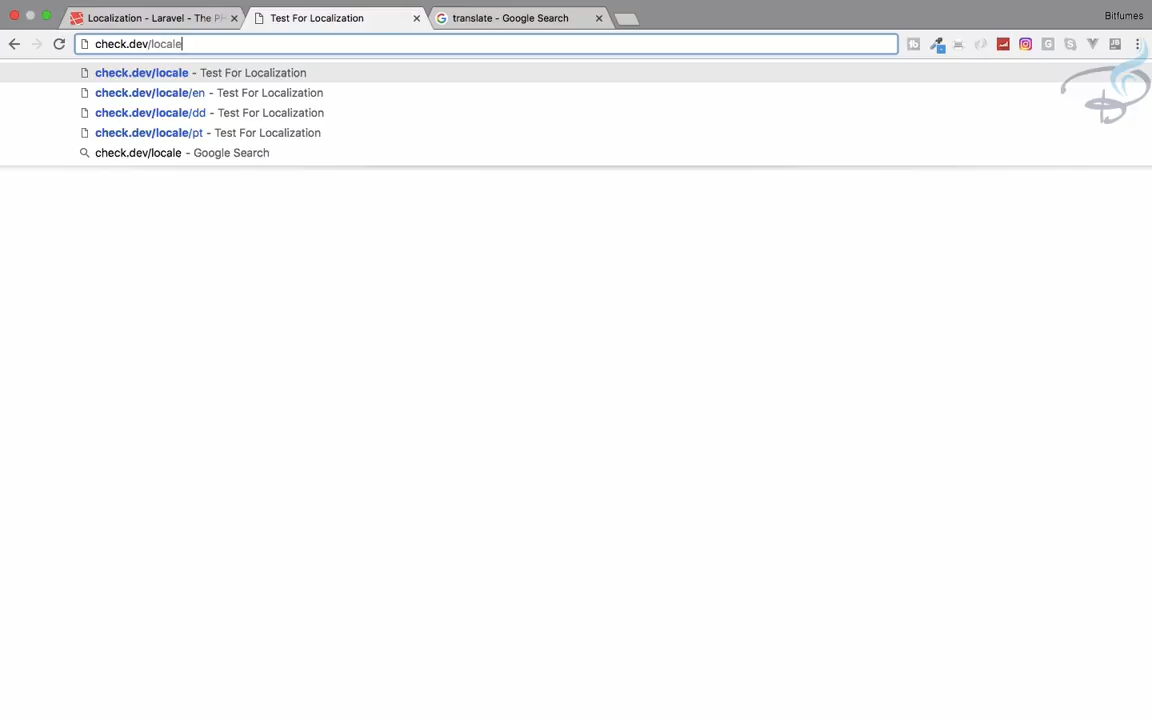 Localization - Laravel - The P
Test For Localization
translate - Google Search
Bitfumes
check.dev/locale
check.dev/locale - Test For Localization
check.dev/locale/en - Test For Localization
check.dev/locale/dd - Test For Localization
check.dev/locale/pt - Test For Localization
check.dev/locale - Google Search